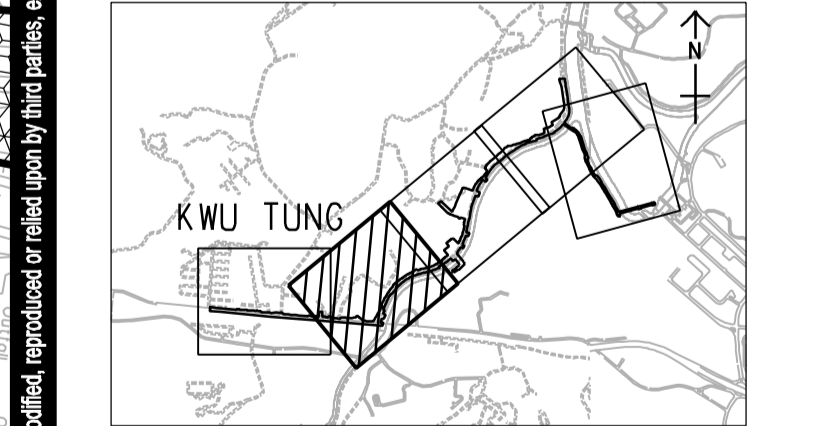 odified, reproduced or relied upon by third parties, e
N
KWU TUNG